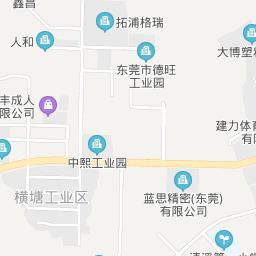 鑫昌
拓浦格瑞
人和
东莞市德旺
工业园
大博塑
丰成人
限公司
建力体育
有限
中熙工业园
横塘工业区
蓝思精密(东莞)
有限公司